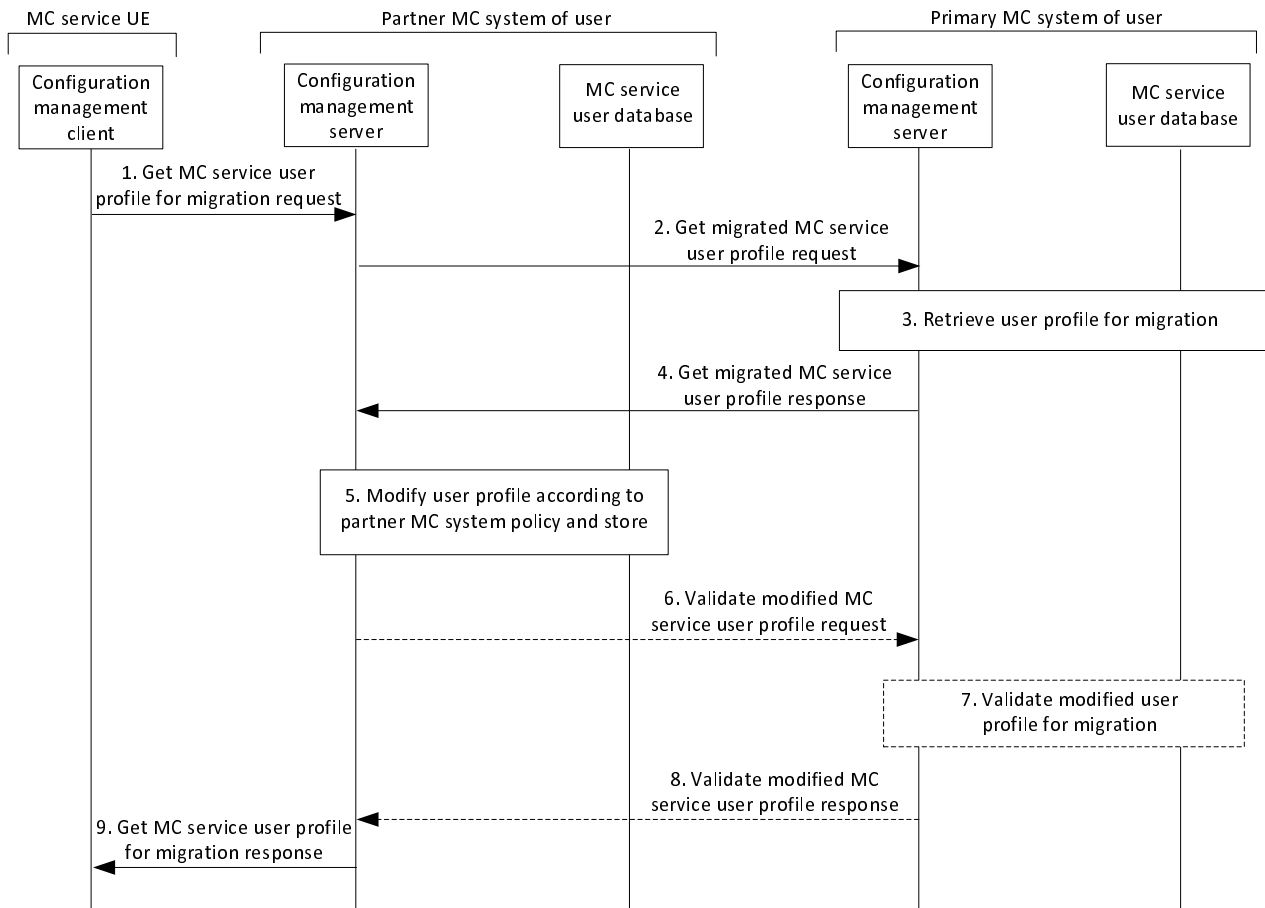 MC service UE
Partner MC system of user
Primary MC system of user
Configuration
management
client
Configuration
management
server
MC service
user database
Configuration
management
server
MC service
user database
1. Get MC service user
profile for migration request
2. Get migrated MC service
user profile request
3. Retrieve user profile for migration
4. Get migrated MC service
user profile response
5. Modify user profile according to
partner MC system policy and store
6. Validate modified MC
service user profile request
7. Validate modified user
profile for migration
8. Validate modified MC
service user profile response
9. Get MC service user profile
for migration response